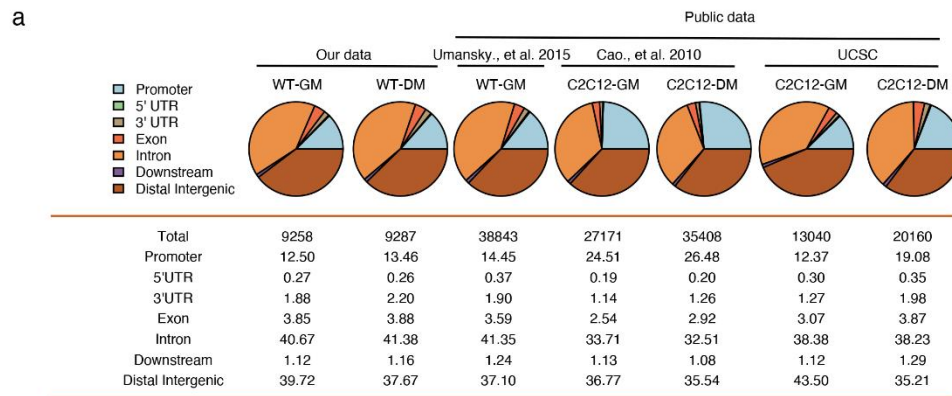 a
Public data
Our data Umansky., et al. 2015 Cao., et al. 2010 UCSC
WT-GM WT-DM WT-GM C2C12-GM C2C12-DM C2C12-GM C2C12-DM
Promoter
5' UTR
3' UTR
Exon
Intron
Downstream
Distal Intergenic
Total 9258 9287 38843 27171 35408 13040 20160
Promoter 12.50 13.46 14.45 24.51 26.48 12.37 19.08
5'UTR 0.27 0.26 0.37 0.19 0.20 0.30 0.35
3'UTR 1.88 2.20 1.90 1.14 1.26 1.27 1.98
Exon 3.85 3.88 3.59 2.54 2.92 3.07 3.87
Intron 40.67 41.38 41.35 33.71 32.51 38.38 38.23
Downstream 1.12 1.16 1.24 1.13 1.08 1.12 1.29
Distal Intergenic 39.72 37.67 37.10 36.77 35.54 43.50 35.21